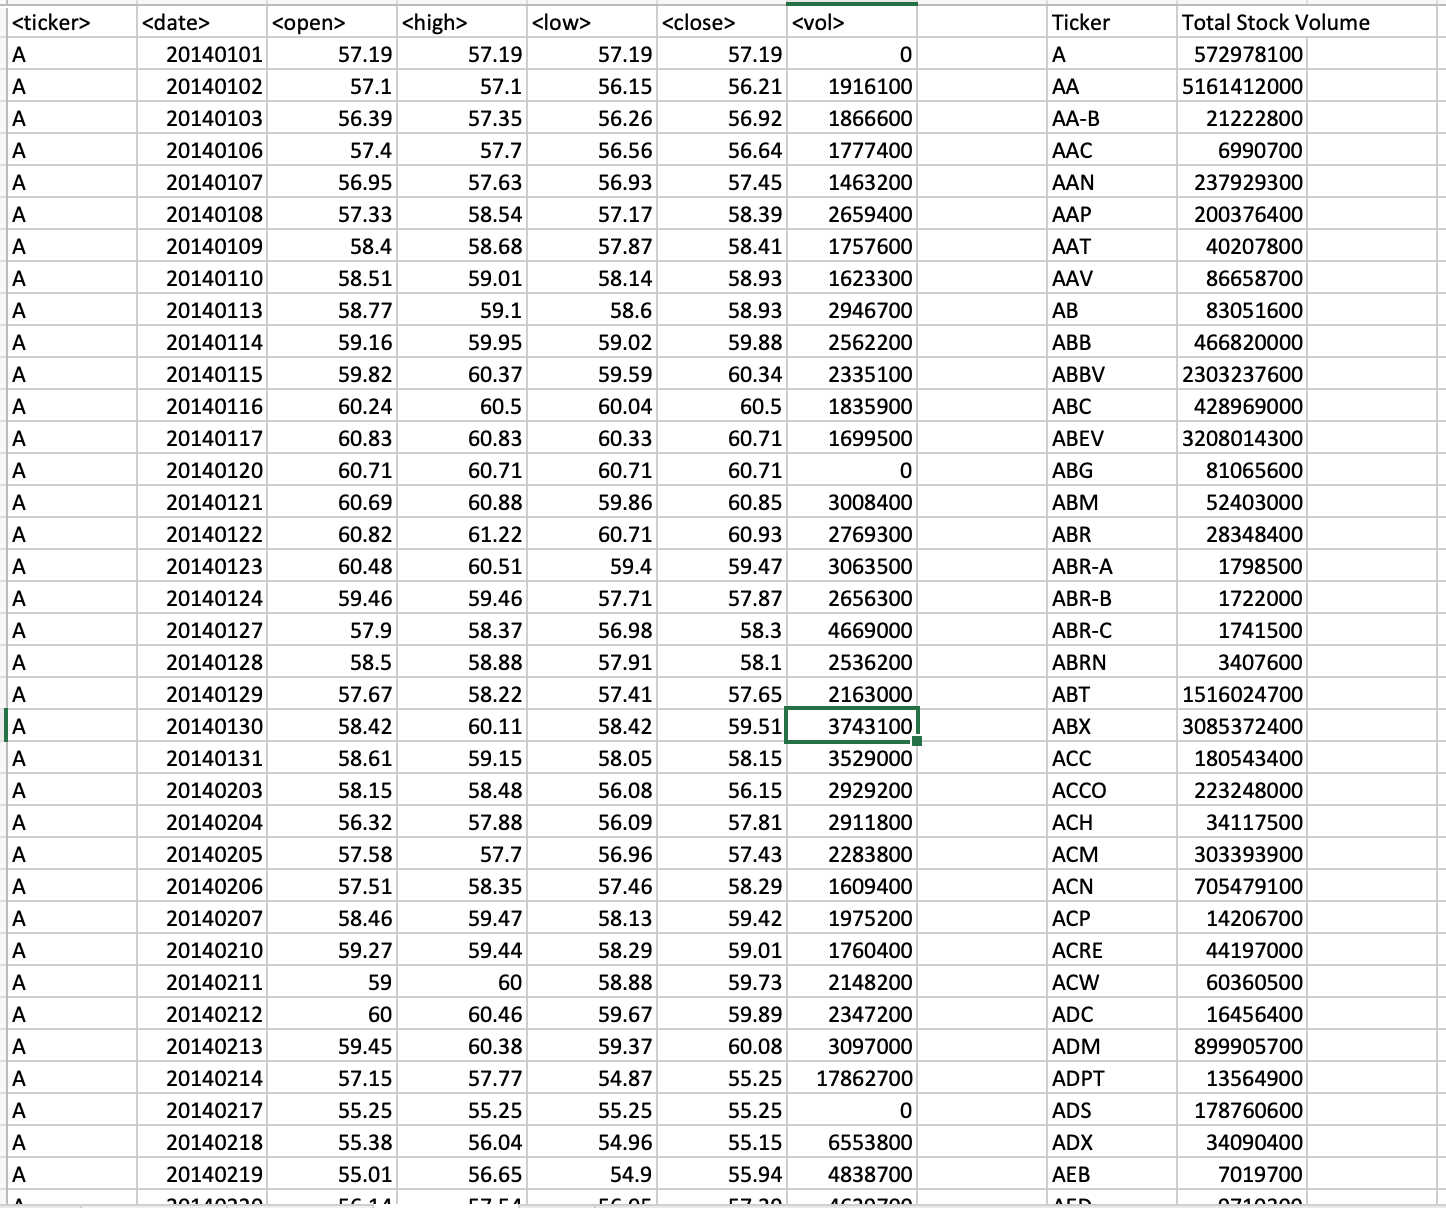 <ticker> <date> <open> <high> <low> <close> <vol> Ticker Total Stock Volume
A 20140101 57.19 57.19 57.19 57.19 0 A 572978100
A 20140102 57.1 57.1 56.15 56.21 1916100 AA 5161412000
A 20140103 56.39 57.35 56.26 56.92 1866600 AA-B 21222800
A 20140106 57.4 57.7 56.56 56.64 1777400 AAC 6990700
A 20140107 56.95 57.63 56.93 57.45 1463200 AAN 237929300
A 20140108 57.33 58.54 57.17 58.39 2659400 AAP 200376400
A 20140109 58.4 58.68 57.87 58.41 1757600 AAT 40207800
A 20140110 58.51 59.01 58.14 58.93 1623300 AAV 86658700
A 20140113 58.77 59.1 58.6 58.93 2946700 AB 83051600
A 20140114 59.16 59.95 59.02 59.88 2562200 ABB 466820000
A 20140115 59.82 60.37 59.59 60.34 2335100 ABBV 2303237600
A 20140116 60.24 60.5 60.04 60.5 1835900 ABC 428969000
A 20140117 60.83 60.83 60.33 60.71 1699500 ABEV 3208014300
A 20140120 60.71 60.71 60.71 60.71 0 ABG 81065600
A 20140121 60.69 60.88 59.86 60.85 3008400 ABM 52403000
A 20140122 60.82 61.22 60.71 60.93 2769300 ABR 28348400
A 20140123 60.48 60.51 59.4 59.47 3063500 ABR-A 1798500
A 20140124 59.46 59.46 57.71 57.87 2656300 ABR-B 1722000
A 20140127 57.9 58.37 56.98 58.3 4669000 ABR-C 1741500
A 20140128 58.5 58.88 57.91 58.1 2536200 ABRN 3407600
A 20140129 57.67 58.22 57.41 57.65 2163000 ABT 1516024700
A 20140130 58.42 60.11 58.42 59.51 3743100 ABX 3085372400
A 20140131 58.61 59.15 58.05 58.15 3529000 ACC 180543400
A 20140203 58.15 58.48 56.08 56.15 2929200 ACCO 223248000
A 20140204 56.32 57.88 56.09 57.81 2911800 ACH 34117500
A 20140205 57.58 57.7 56.96 57.43 2283800 ACM 303393900
A 20140206 57.51 58.35 57.46 58.29 1609400 ACN 705479100
A 20140207 58.46 59.47 58.13 59.42 1975200 ACP 14206700
A 20140210 59.27 59.44 58.29 59.01 1760400 ACRE 44197000
A 20140211 59 60 58.88 59.73 2148200 ACW 60360500
A 20140212 60 60.46 59.67 59.89 2347200 ADC 16456400
A 20140213 59.45 60.38 59.37 60.08 3097000 ADM 899905700
A 20140214 57.15 57.77 54.87 55.25 17862700 ADPT 13564900
A 20140217 55.25 55.25 55.25 55.25 0 ADS 178760600
A 20140218 55.38 56.04 54.96 55.15 6553800 ADX 34090400
A 20140219 55.01 56.65 54.9 55.94 4838700 AEB 7019700